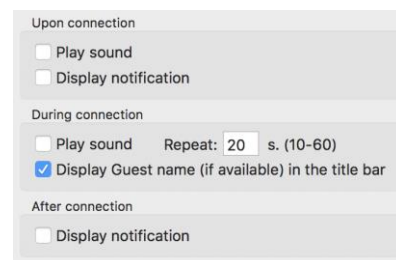 Upon connection
Play sound
Display notification
During connection
Play sound Repeat: 20 s. (10-60)
Display Guest name (if available) in the title bar
After connection
Display notification